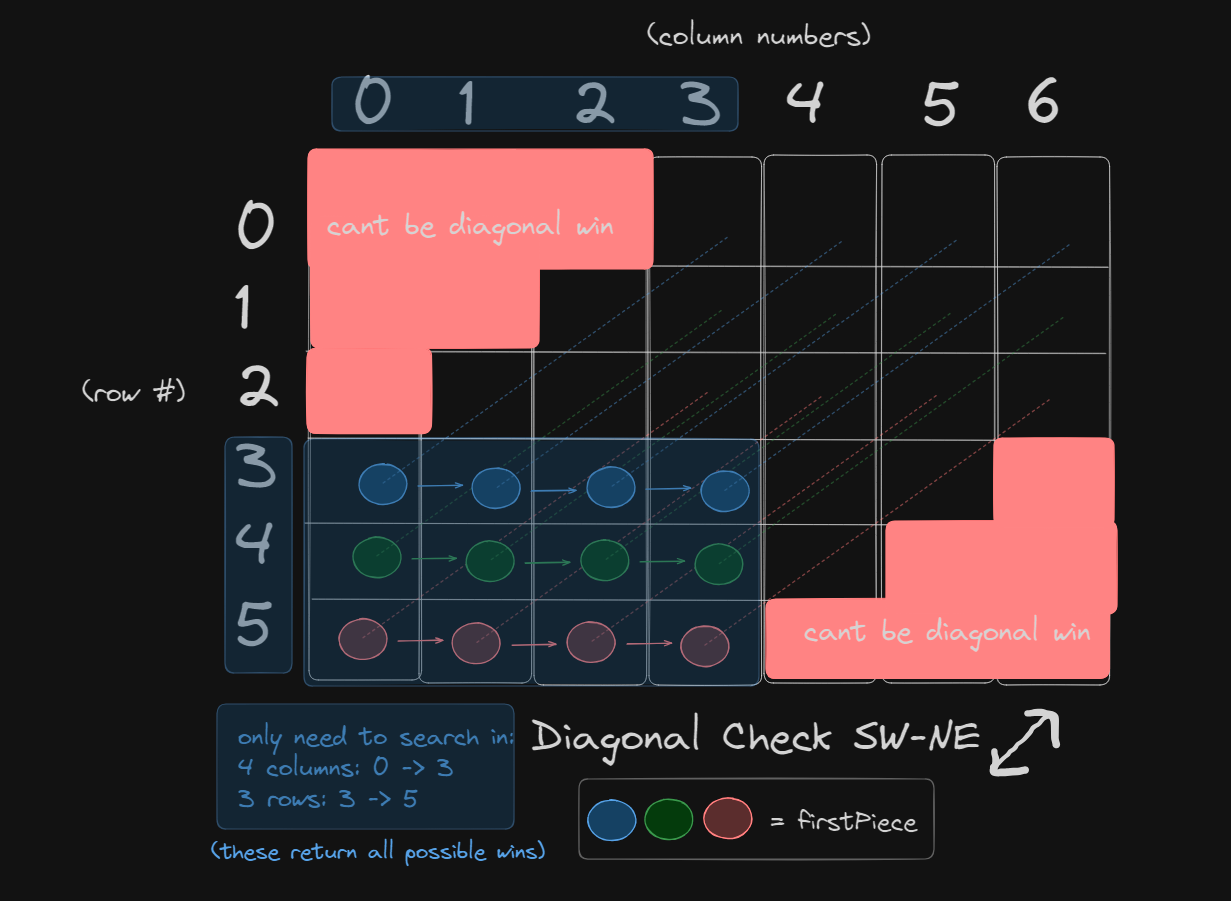 (column numbers)
0 1 2 3 4 5 6
0
cant be diagonal win
1
2
(row #)
3
4
5
cant be diagonal win
only need to search in:
4 columns: 0 -> 3
3 rows: 3 -> 5
(these return all possible wins)
Diagonal Check SW-NE
= firstPiece